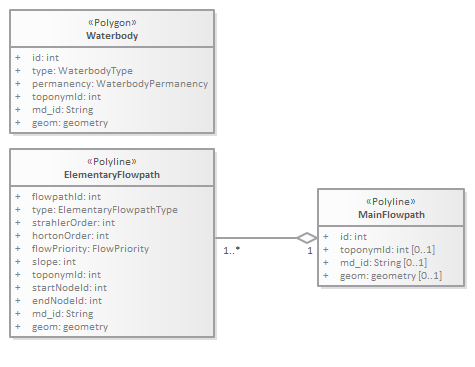 «Polygon»
Waterbody
+ id: int
+ type: WaterbodyType
+ permanency: WaterbodyPermanency
+ toponymId: int
+ md_id: String
+ geom: geometry
«Polyline»
ElementaryFlowpath
+ flowpathId: int
+ type: ElementaryFlowpathType
+ strahlerOrder: int
+ hortonOrder: int
+ flowPriority: FlowPriority
+ slope: int
+ toponymId: int
+ startNodeId: int
+ endNodeId: int
+ md_id: String
+ geom: geometry
1..*
1
«Polyline»
MainFlowpath
+ id: int
+ toponymId: int [0..1]
+ md_id: String [0..1]
+ geom: geometry [0..1]